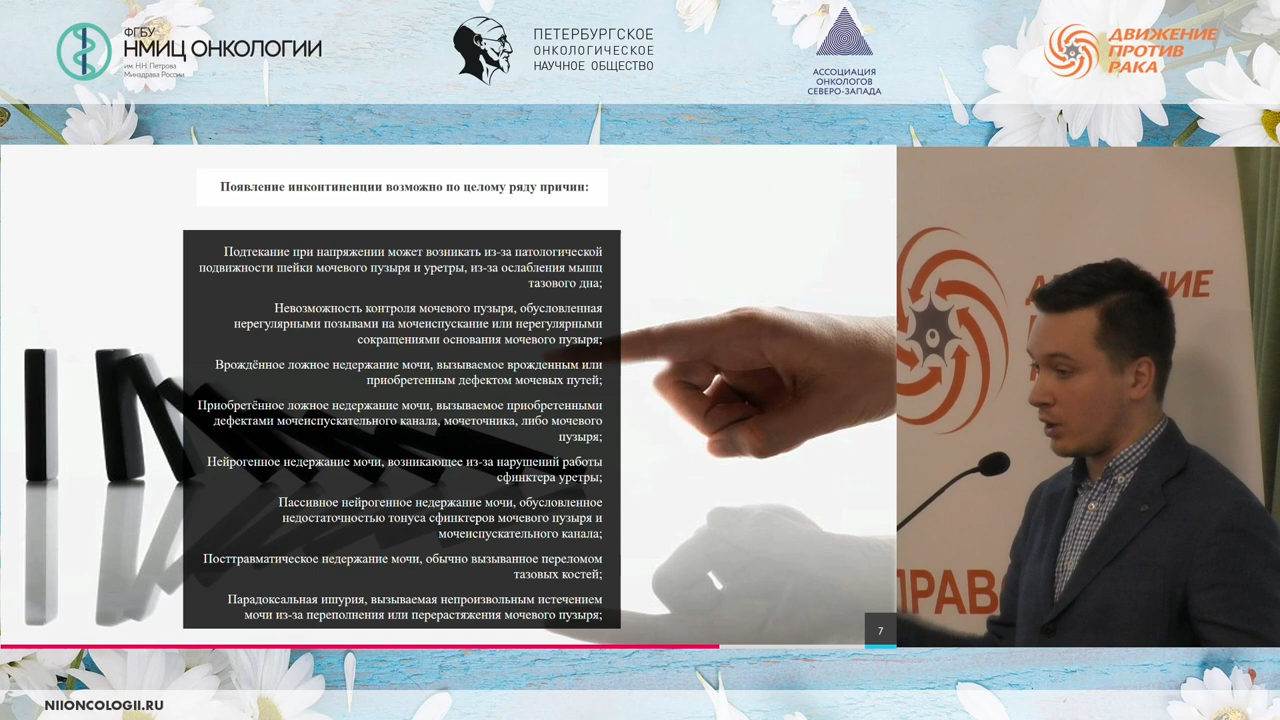 ФГБУ
НМИЦ ОНКОЛОГИИ
им. Н.Н. Петрова
Минздрава России
ПЕТЕРБУРГСКОЕ
ОНКОЛОГИЧЕСКОЕ
НАУЧНОЕ ОБЩЕСТВО
АССОЦИАЦИЯ
ОНКОЛОГОВ
СЕВЕРО-ЗАПАДА
ДВИЖЕНИЕ
ПРОТИВ
РАКА
Появление инконтиненции возможно по целому ряду причин:
Подтекание при напряжении может возникать из-за патологической
подвижности шейки мочевого пузыря и уретры, из-за ослабления мышц
тазового дна;
Невозможность контроля мочевого пузыря, обусловленная
нерегулярными позывами на мочеиспускание или нерегулярными
сокращениями основания мочевого пузыря;
Врождённое ложное недержание мочи, вызываемое врожденным или
приобретенным дефектом мочевых путей;
Приобретённое ложное недержание мочи, вызываемое приобретенными
дефектами мочеиспускательного канала, мочеточника, либо мочевого
пузыря;
Нейрогенное недержание мочи, возникающее из-за нарушений работы
сфинктера уретры;
Пассивное нейрогенное недержание мочи, обусловленное
недостаточностью тонуса сфинктеров мочевого пузыря и
мочеиспускательного канала;
Посттравматическое недержание мочи, обычно вызыванное переломом
тазовых костей;
Парадоксальная ишурия, вызываемая непроизвольным истечением
мочи из-за переполнения или перерастяжения мочевого пузыря;
7
ПРАВ
NIIONCOLOGII.RU